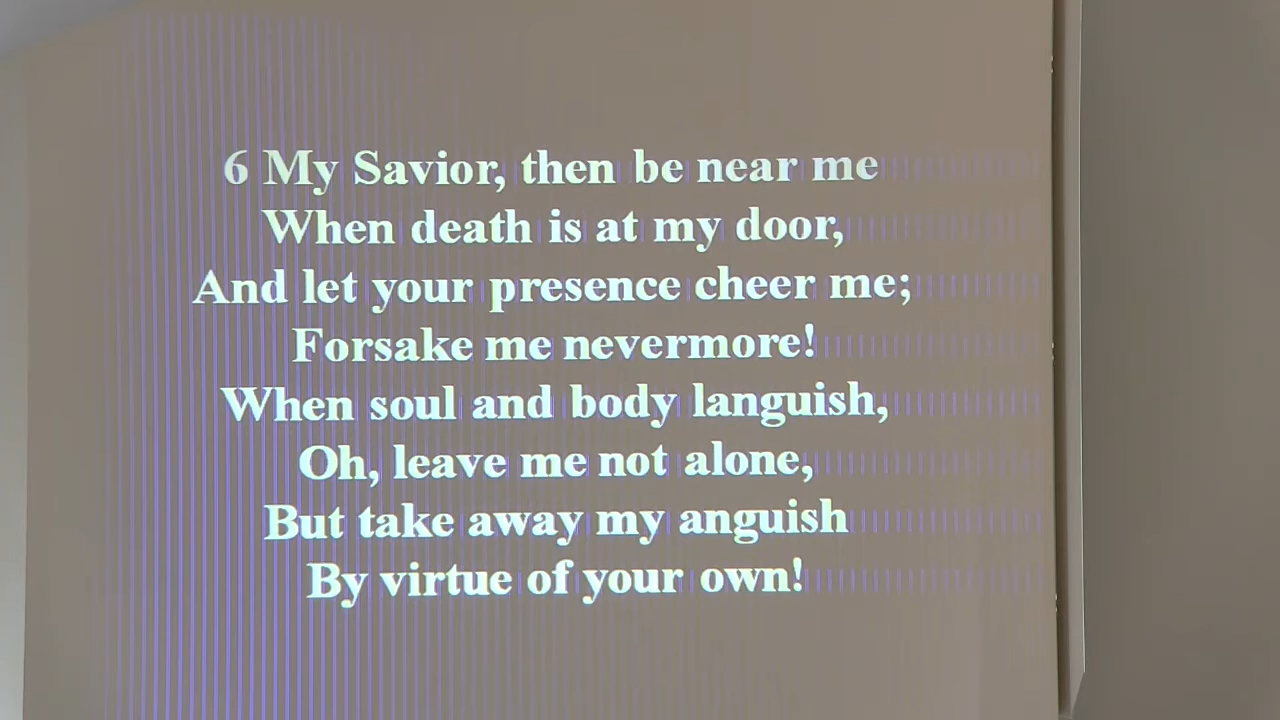 6 My Savior, then be near me
When death is at my door,
And let your presence cheer me;
Forsake me nevermore!
When soul and body languish,
Oh, leave me not alone,
But take away my anguish
By virtue of your own!